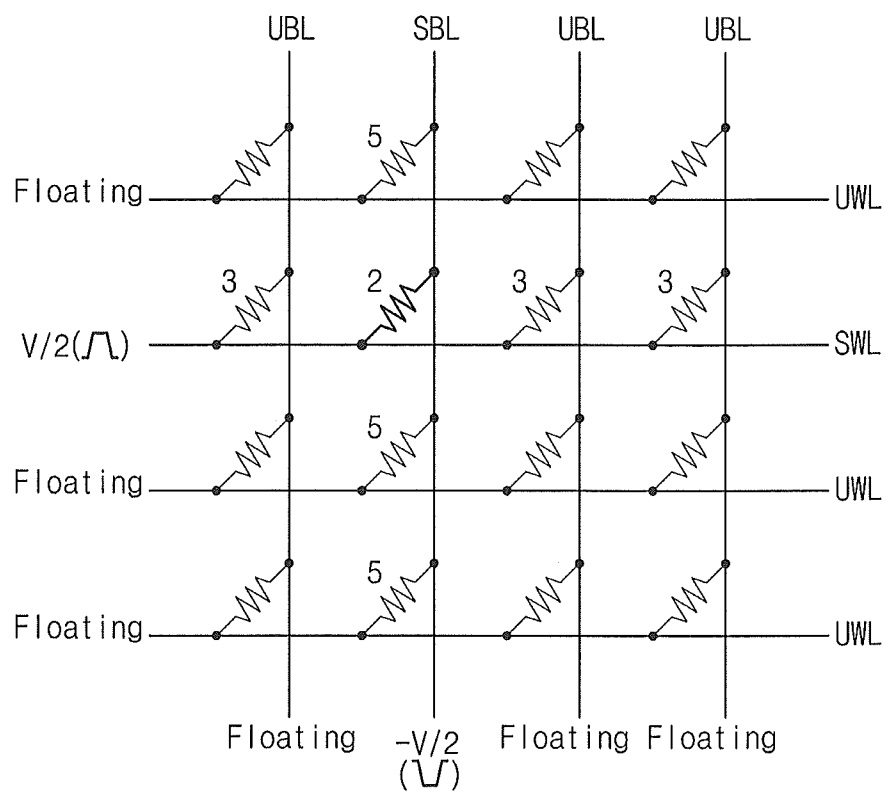 UBL SBL UBL UBL
5
Floating UWL
3 2 3 3
V/2( ) SWL
5
Floating UWL
5
Floating UWL
Floating -V/2 Floating Floating
( )